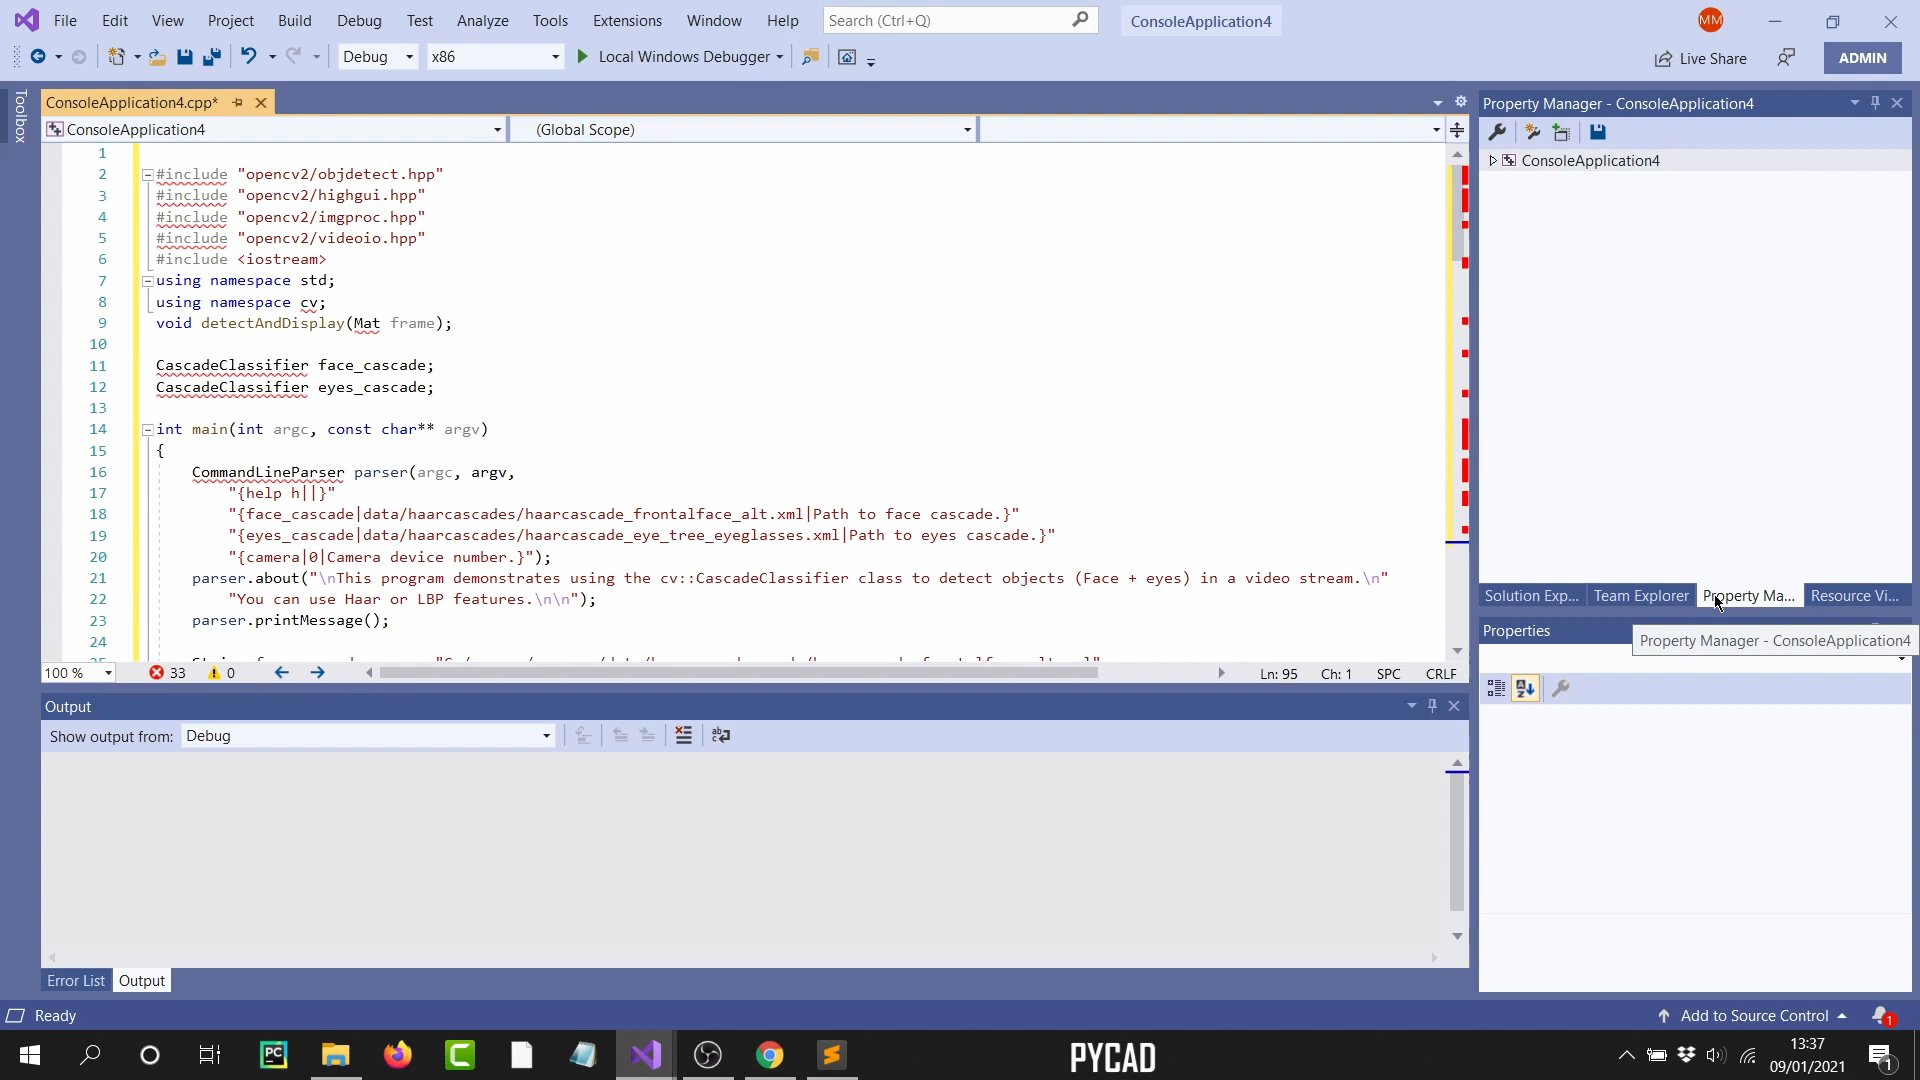 File Edit View Project Build Debug Test Analyze Tools Extensions Window Help Search (Ctrl+Q) ConsoleApplication4 MM
Debug x86 Local Windows Debugger Live Share ADMIN
Toolbox
ConsoleApplication4.cpp*
ConsoleApplication4 (Global Scope)
1
2 #include "opencv2/objdetect.hpp"
3 #include "opencv2/highgui.hpp"
4 #include "opencv2/imgproc.hpp"
5 #include "opencv2/videoio.hpp"
6 #include <iostream>
7 using namespace std;
8 using namespace cv;
9 void detectAndDisplay(Mat frame);
10
11 CascadeClassifier face_cascade;
12 CascadeClassifier eyes_cascade;
13
14 int main(int argc, const char** argv)
15 {
16 CommandLineParser parser(argc, argv,
17 "{help h||}"
18 "{face_cascade|data/haarcascades/haarcascade_frontalface_alt.xml|Path to face cascade.}"
19 "{eyes_cascade|data/haarcascades/haarcascade_eye_tree_eyeglasses.xml|Path to eyes cascade.}"
20 "{camera|0|Camera device number.}");
21 parser.about("\nThis program demonstrates using the cv::CascadeClassifier class to detect objects (Face + eyes) in a video stream.\n"
22 "You can use Haar or LBP features.\n\n");
23 parser.printMessage();
24
100 % 33 0 Ln: 95 Ch: 1 SPC CRLF
Output
Show output from: Debug
Error List Output
Property Manager - ConsoleApplication4
ConsoleApplication4
Solution Exp... Team Explorer Property Ma... Resource Vi...
Properties
Property Manager - ConsoleApplication4
Ready Add to Source Control 1
PC PYCAD 13:37
09/01/2021 1